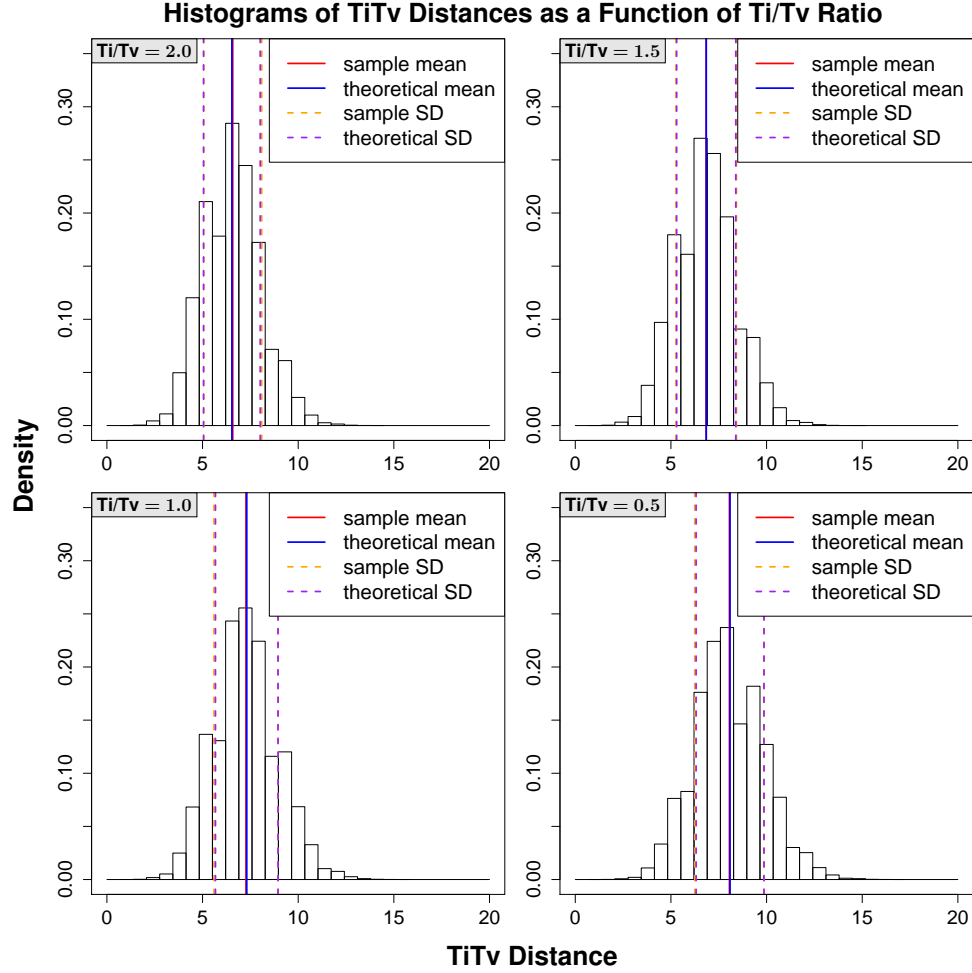 Histograms of TiTv Distances as a Function of Ti/Tv Ratio
Ti/Tv = 2.0
sample mean
theoretical mean
sample SD
theoretical SD
0.30
0.20
0.10
0.00
0 5 10 15 20
Ti/Tv = 1.5
sample mean
theoretical mean
sample SD
theoretical SD
0.30
0.20
0.10
0.00
0 5 10 15 20
Ti/Tv = 1.0
sample mean
theoretical mean
sample SD
theoretical SD
0.30
0.20
0.10
0.00
0 5 10 15 20
Ti/Tv = 0.5
sample mean
theoretical mean
sample SD
theoretical SD
0.30
0.20
0.10
0.00
0 5 10 15 20
Density
TiTv Distance